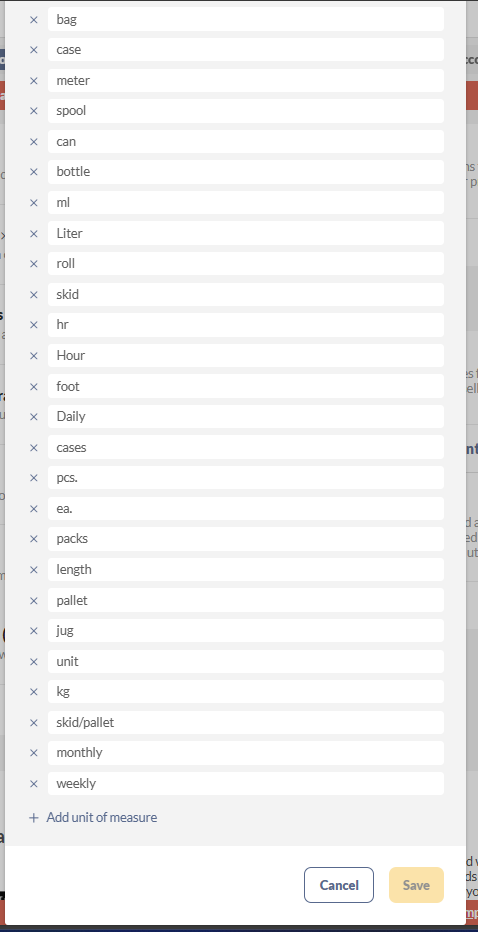 bag
case
meter
spool
can
bottle
ml
Liter
roll
skid
hr
Hour
foot
Daily
cases
pcs.
ea.
packs
length
pallet
jug
unit
kg
skid/pallet
monthly
weekly
+ Add unit of measure
Cancel
Save